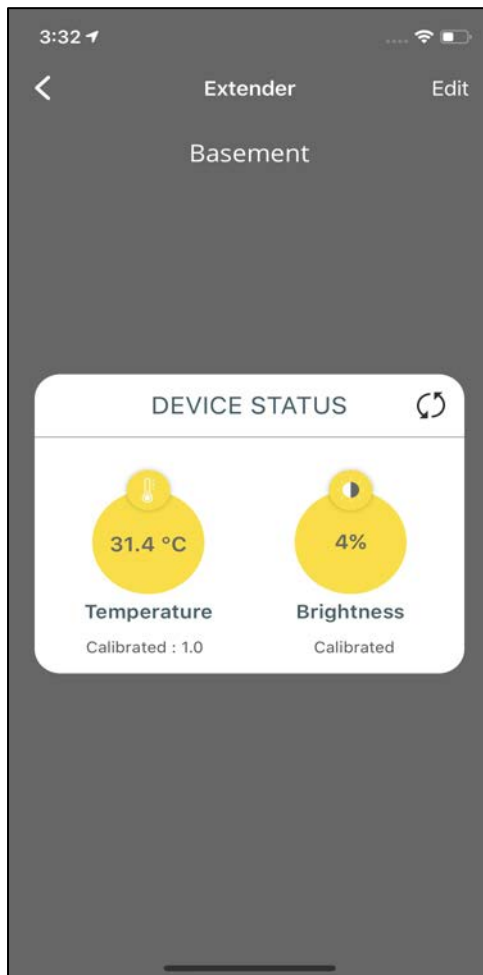 3:32
Extender
Edit
Basement
DEVICE STATUS
31.4 °C
4%
Temperature
Brightness
Calibrated : 1.0
Calibrated